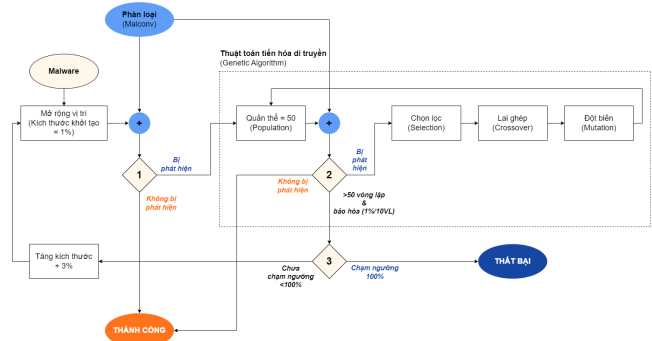 Phân loại
(Malconv)
Thuật toán tiến hóa di truyền
(Genetic Algorithm)
Malware
Mở rộng vị trí
(Kích thước khởi tạo
= 1%)
+
Quần thể = 50
(Population)
+
Chọn lọc
(Selection)
Lai ghép
(Crossover)
Đột biến
(Mutation)
1
Bị
phát hiện
Không bị
phát hiện
2
Bị
phát
hiện
Không bị
phát hiện
>50 vòng lặp
&
bảo hòa (1%/10VL)
Tăng kích thước
+ 3%
Chưa
chạm ngưỡng
<100%
3
Chạm ngưỡng
100%
THẤT BẠI
THÀNH CÔNG